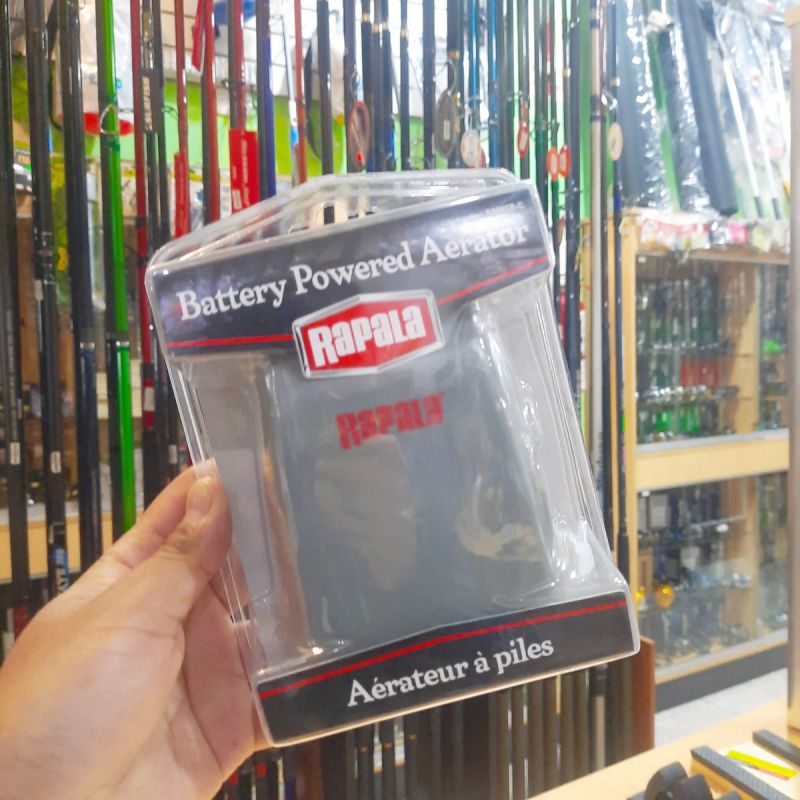 Battery Powered Aerator
RAPALA
RAPALA
Aérateur à piles